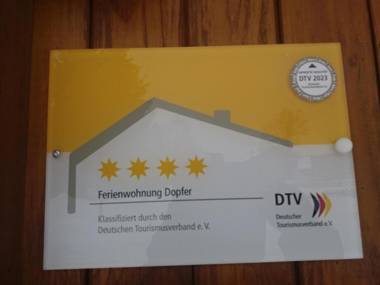 DTV 2023
Ferienwohnung Dopfer
Klassifiziert durch den
Deutschen Tourismusverband e. V.
DTV
Deutscher
Tourismusverband e.V.